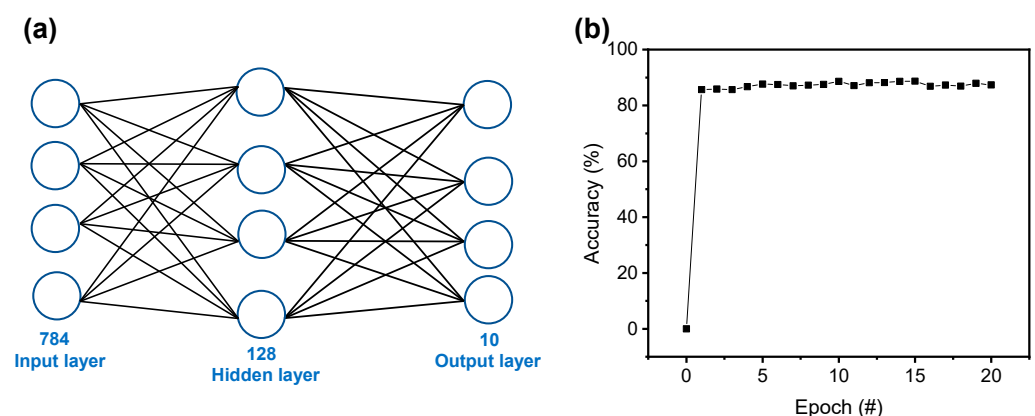 (a)
784
Input layer
128
Hidden layer
10
Output layer
(b)
100
80
60
40
20
0
Accuracy (%)
0
5
10
15
20
Epoch (#)